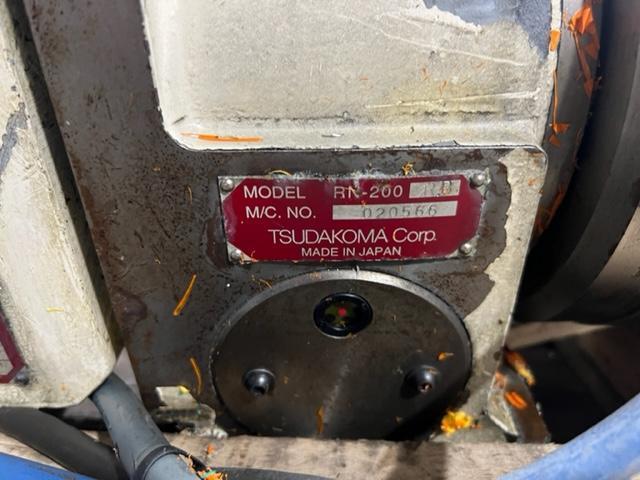 MODEL RN-200
M/C. NO. 020566
TSUDAKOMA Corp.
MADE IN JAPAN